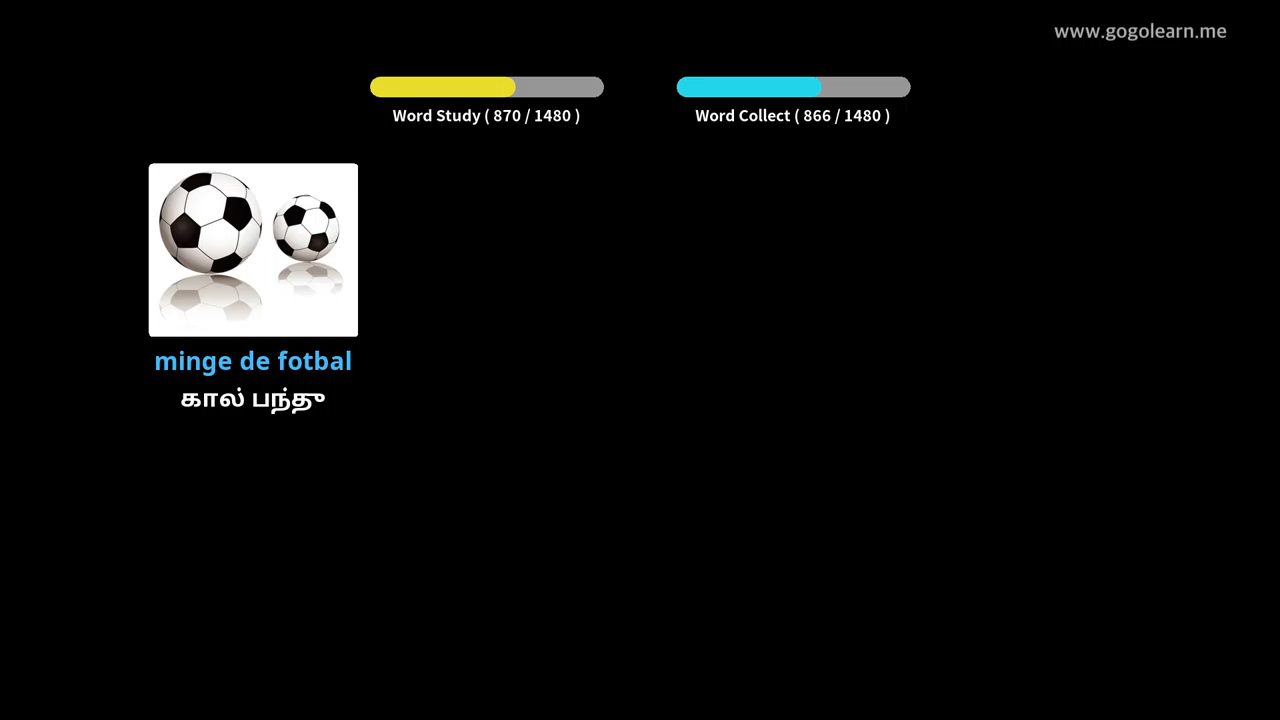 www.gogolearn.me
Word Study ( 870 / 1480 )
Word Collect ( 866 / 1480 )
minge de fotbal
கால் பந்து